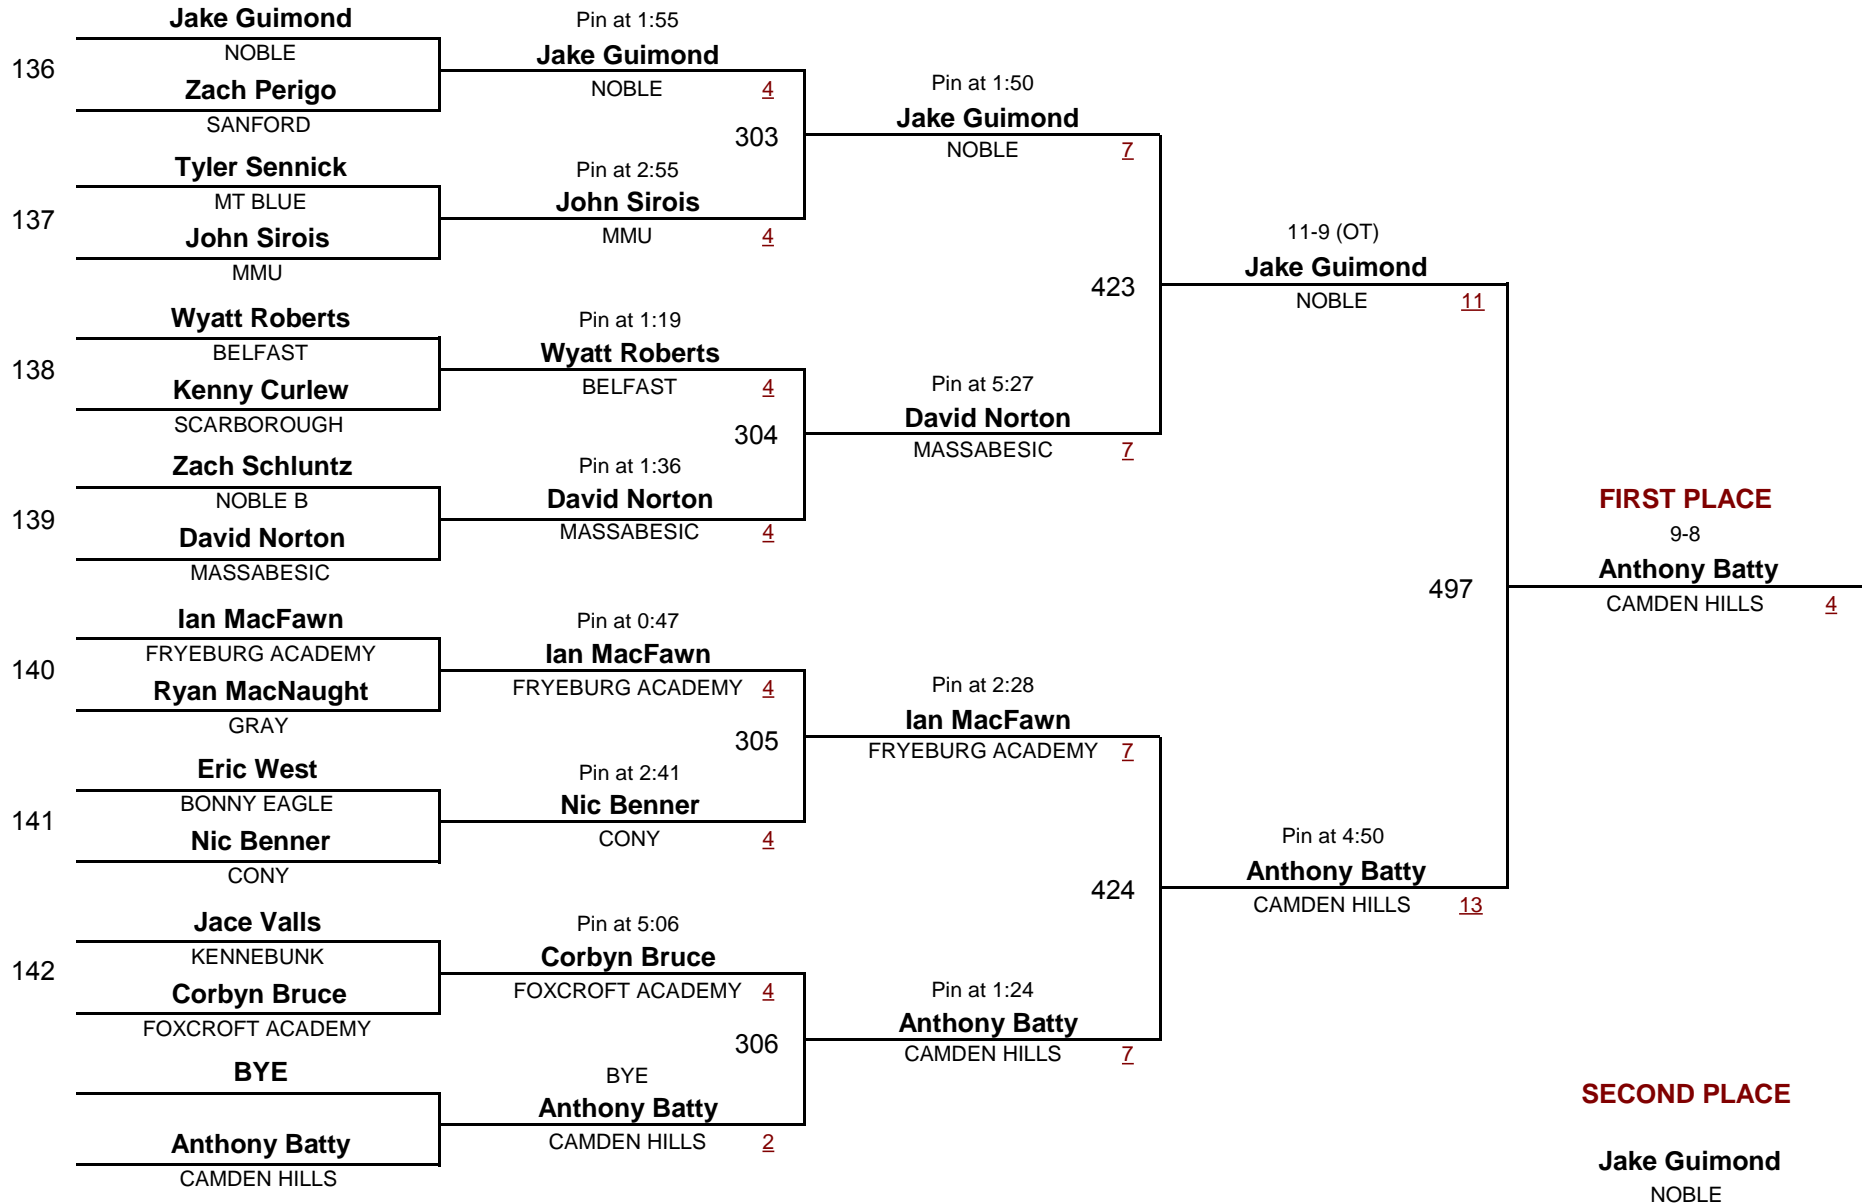 Jake Guimond
NOBLE
136
Zach Perigo
SANFORD
Tyler Sennick
MT BLUE
137
John Sirois
MMU
Wyatt Roberts
BELFAST
138
Kenny Curlew
SCARBOROUGH
Zach Schluntz
NOBLE B
139
David Norton
MASSABESIC
Ian MacFawn
FRYEBURG ACADEMY
140
Ryan MacNaught
GRAY
Eric West
BONNY EAGLE
141
Nic Benner
CONY
Jace Valls
KENNEBUNK
142
Corbyn Bruce
FOXCROFT ACADEMY
BYE
Anthony Batty
CAMDEN HILLS
Pin at 1:55
Jake Guimond
NOBLE 4
303
Pin at 2:55
John Sirois
MMU 4
Pin at 1:19
Wyatt Roberts
BELFAST 4
304
Pin at 1:36
David Norton
MASSABESIC 4
Pin at 0:47
Ian MacFawn
FRYEBURG ACADEMY 4
305
Pin at 2:41
Nic Benner
CONY 4
Pin at 5:06
Corbyn Bruce
FOXCROFT ACADEMY 4
306
BYE
Anthony Batty
CAMDEN HILLS 2
Pin at 1:50
Jake Guimond
NOBLE 7
423
Pin at 5:27
David Norton
MASSABESIC 7
Pin at 2:28
Ian MacFawn
FRYEBURG ACADEMY 7
424
Pin at 1:24
Anthony Batty
CAMDEN HILLS 7
11-9 (OT)
Jake Guimond
NOBLE 11
497
Pin at 4:50
Anthony Batty
CAMDEN HILLS 13
FIRST PLACE
9-8
Anthony Batty
CAMDEN HILLS 4
SECOND PLACE
Jake Guimond
NOBLE